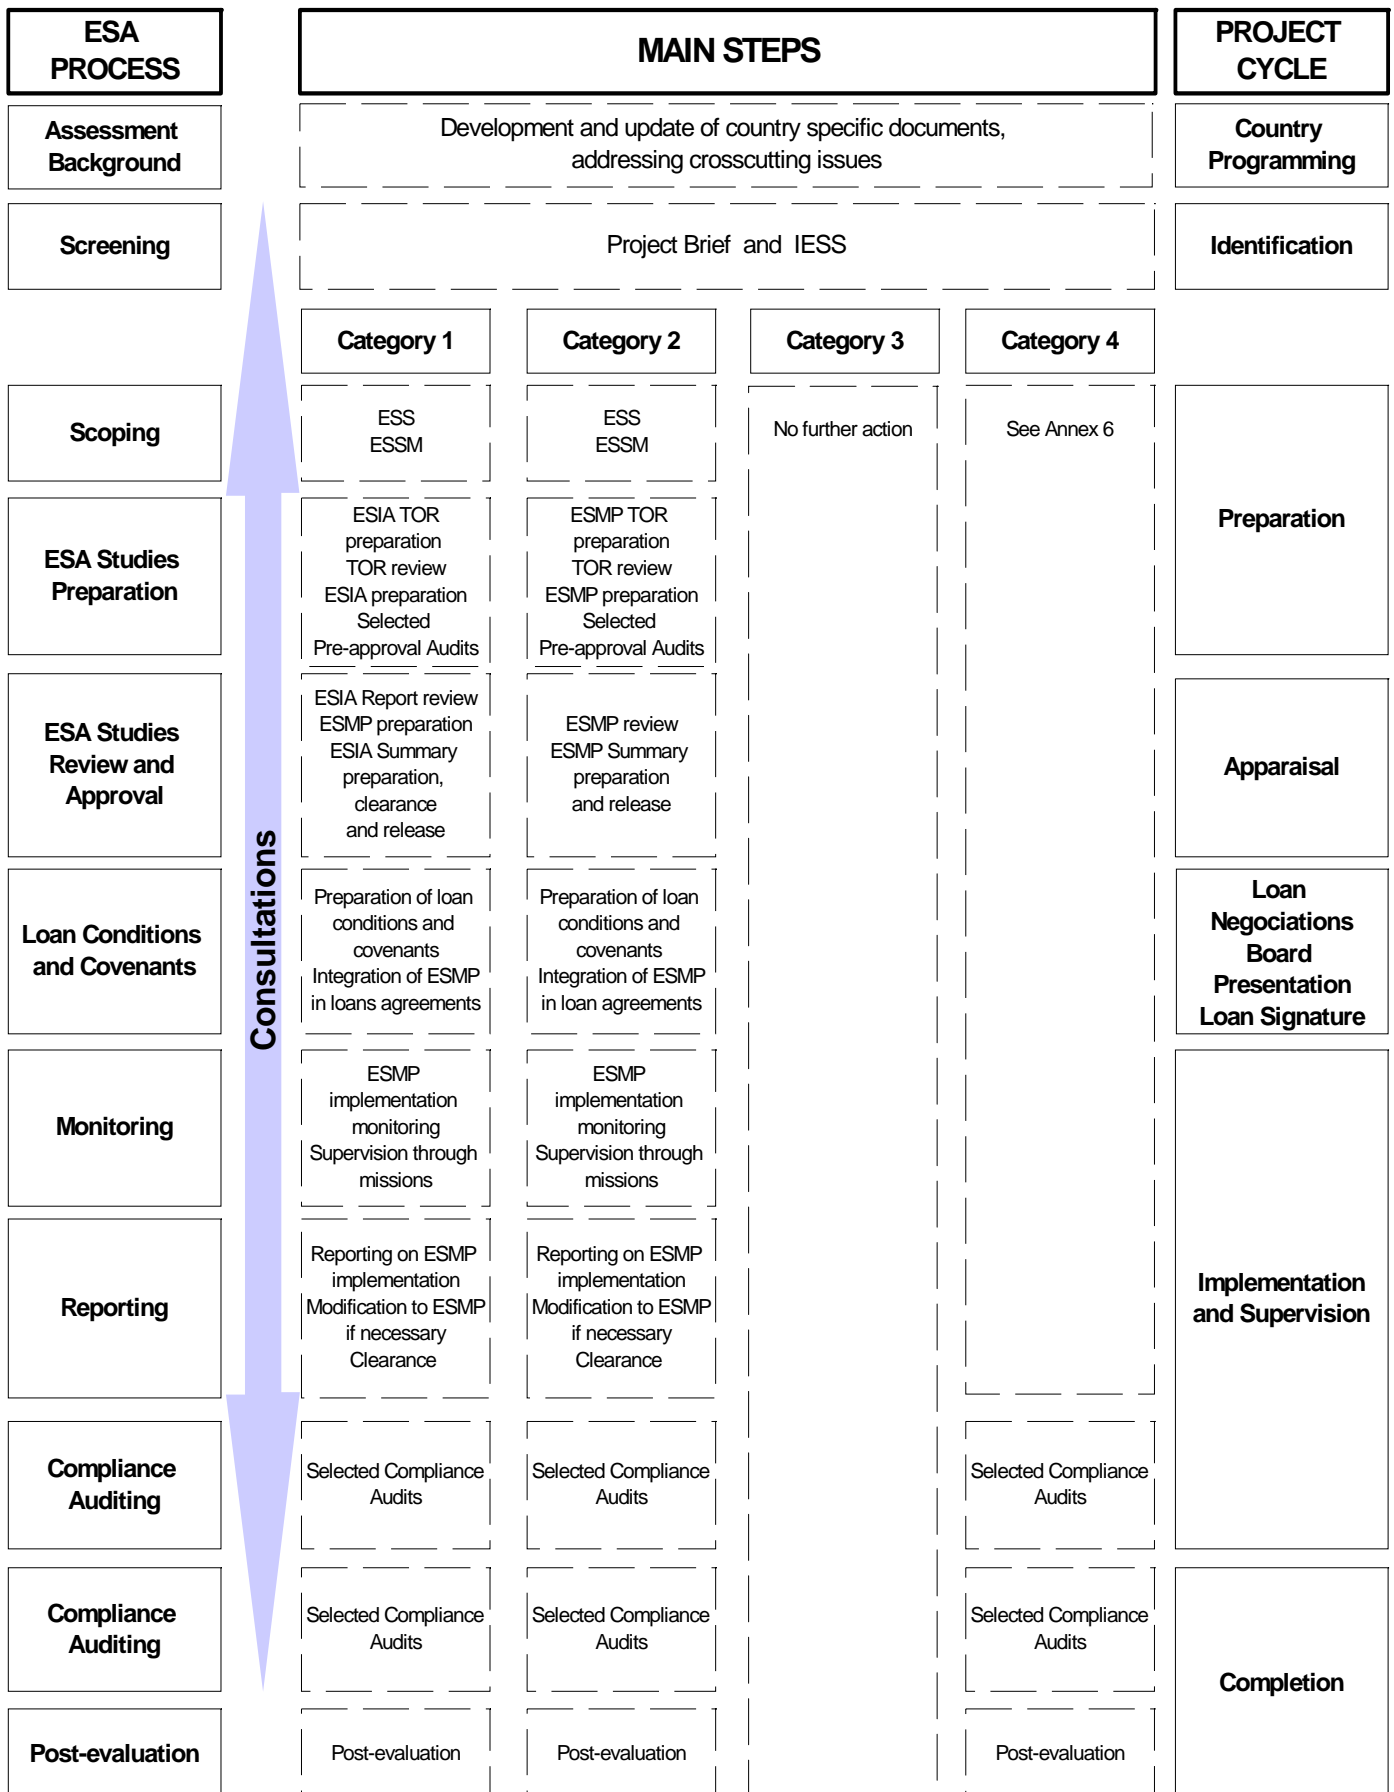 ESA
PROCESS
MAIN STEPS
PROJECT
CYCLE
Assessment
Background
Development and update of country specific documents,
addressing crosscutting issues
Country
Programming
Screening
Project Brief and IESS
Identification
Category 1
Category 2
Category 3
Category 4
Scoping
ESS
ESSM
ESS
ESSM
No further action
See Annex 6
Preparation
ESA Studies
Preparation
ESIA TOR
preparation
TOR review
ESIA preparation
Selected
Pre-approval Audits
ESMP TOR
preparation
TOR review
ESMP preparation
Selected
Pre-approval Audits
ESA Studies
Review and
Approval
ESIA Report review
ESMP preparation
ESIA Summary
preparation,
clearance
and release
ESMP review
ESMP Summary
preparation
and release
Apparaisal
Consultations
Loan Conditions
and Covenants
Preparation of loan
conditions and
covenants
Integration of ESMP
in loans agreements
Preparation of loan
conditions and
covenants
Integration of ESMP
in loan agreements
Loan
Negociations
Board
Presentation
Loan Signature
Monitoring
ESMP
implementation
monitoring
Supervision through
missions
ESMP
implementation
monitoring
Supervision through
missions
Reporting
Reporting on ESMP
implementation
Modification to ESMP
if necessary
Clearance
Reporting on ESMP
implementation
Modification to ESMP
if necessary
Clearance
Implementation
and Supervision
Compliance
Auditing
Selected Compliance
Audits
Selected Compliance
Audits
Selected Compliance
Audits
Compliance
Auditing
Selected Compliance
Audits
Selected Compliance
Audits
Selected Compliance
Audits
Completion
Post-evaluation
Post-evaluation
Post-evaluation
Post-evaluation